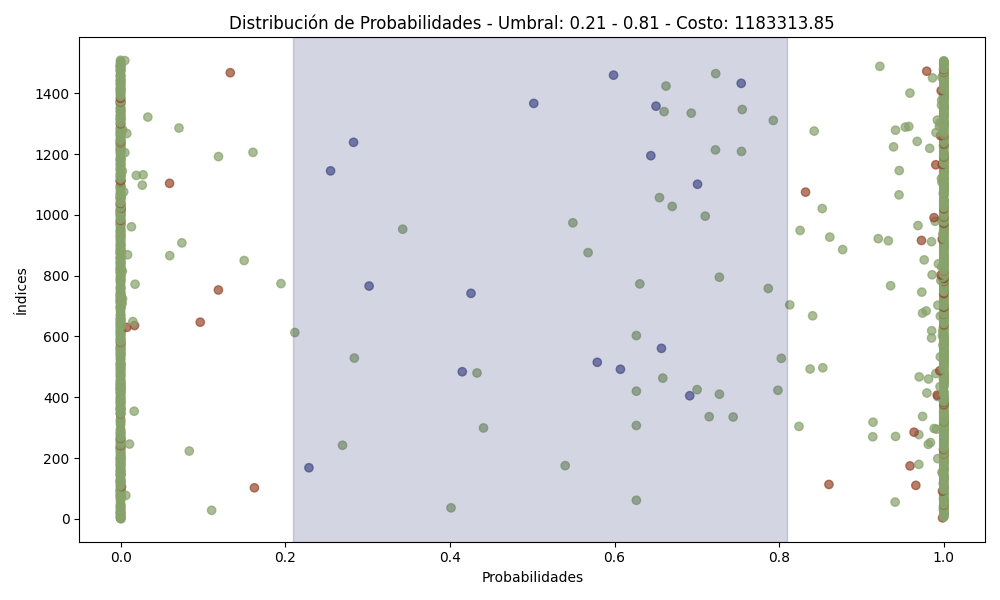 Distribución de Probabilidades - Umbral: 0.21 - 0.81 - Costo: 1183313.85
Índices
1400
1200
1000
800
600
400
200
0
0.0 0.2 0.4 0.6 0.8 1.0
Probabilidades